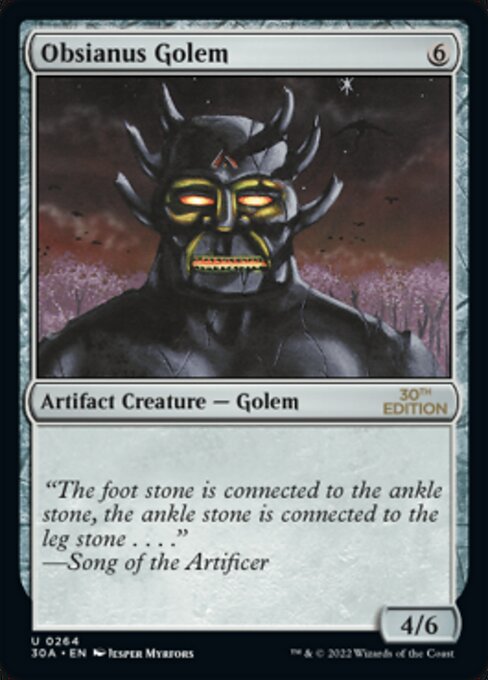 Obsianus Golem 6
Artifact Creature — Golem
30TH
EDITION
“The foot stone is connected to the ankle
stone, the ankle stone is connected to the
leg stone . . . .”
—Song of the Artificer
4/6
U 0264
30A • EN Jesper Myrfors
™ & © 2022 Wizards of the Coast